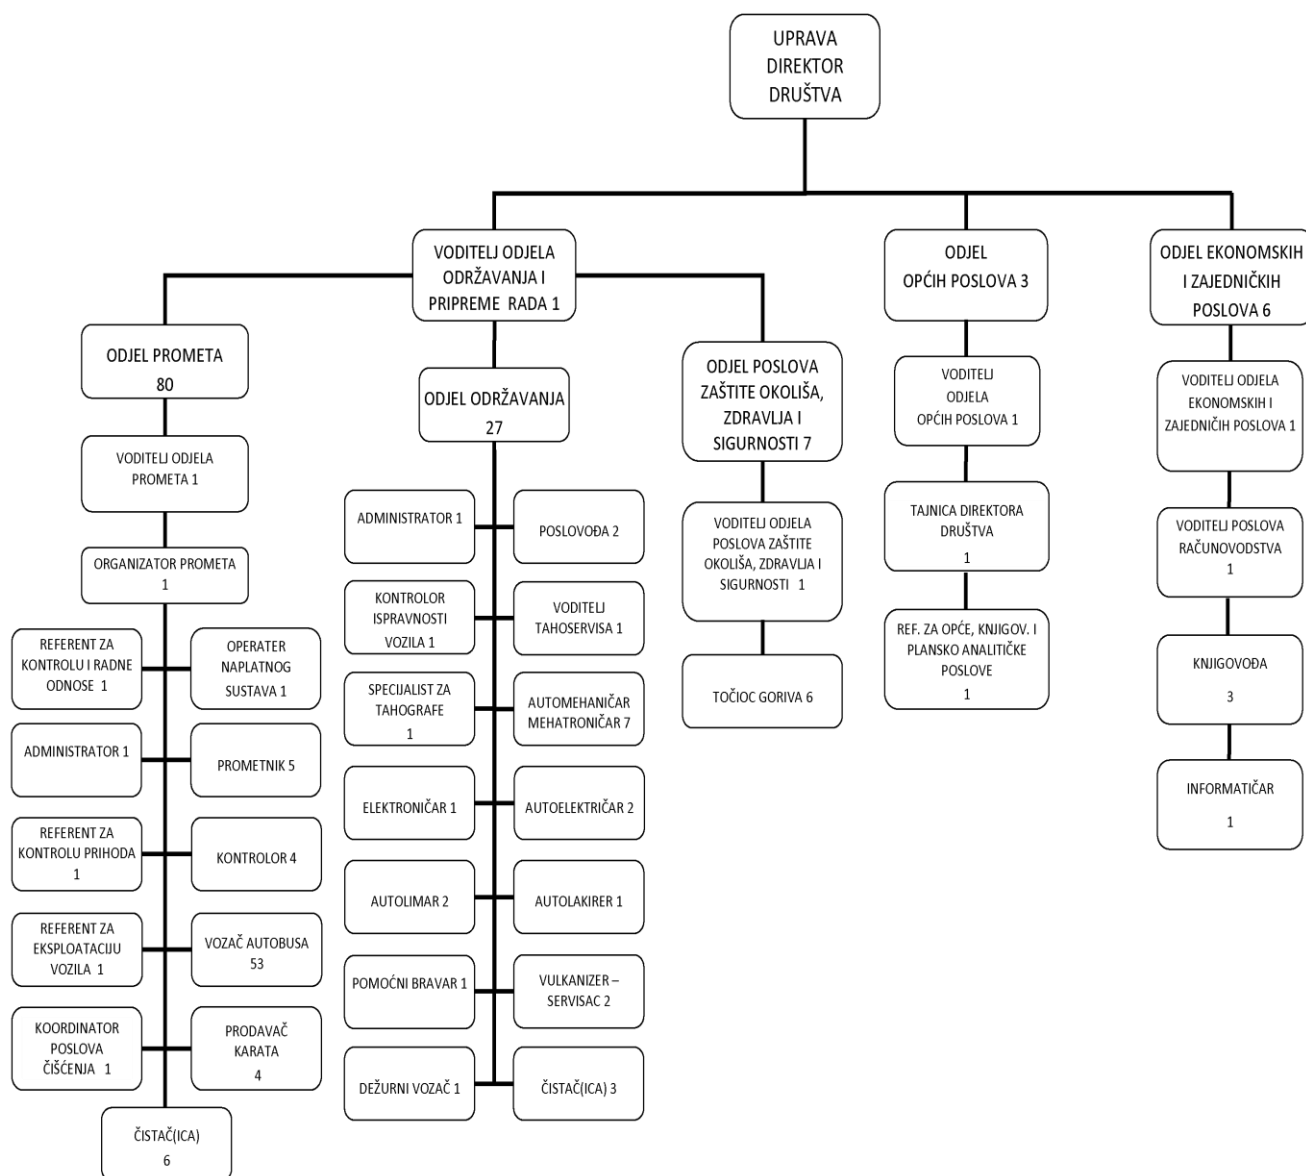 UPRAVA
DIREKTOR
DRUŠTVA
VODITELJ ODJELA
ODRŽAVANJA I
PRIPREME RADA 1
ODJEL
OPĆIH POSLOVA 3
ODJEL EKONOMSKIH
I ZAJEDNIČKIH
POSLOVA 6
ODJEL PROMETA
80
VODITELJ ODJELA
PROMETA 1
ORGANIZATOR PROMETA
1
REFERENT ZA
KONTROLU I RADNE
ODNOSE 1
OPERATER
NAPLATNOG
SUSTAVA 1
ADMINISTRATOR 1
PROMETNIK 5
REFERENT ZA
KONTROLU PRIHODA
1
KONTROLOR 4
REFERENT ZA
EKSPLOATACIJU
VOZILA 1
VOZAČ AUTOBUSA
53
KOORDINATOR
POSLOVA
ČIŠĆENJA 1
PRODAVAČ
KARATA
4
ČISTAČ(ICA)
6
ODJEL ODRŽAVANJA
27
ADMINISTRATOR 1
POSLOVOĐA 2
KONTROLOR
ISPRAVNOSTI
VOZILA 1
VODITELJ
TAHOSERVISA 1
SPECIJALIST ZA
TAHOGRAFE
1
AUTOMEHANIČAR
MEHATRONIČAR 7
ELEKTRONIČAR 1
AUTOELEKTRIČAR 2
AUTOLIMAR 2
AUTOLAKIRER 1
POMOĆNI BRAVAR 1
VULKANIZER –
SERVISAC 2
DEŽURNI VOZAČ 1
ČISTAČ(ICA) 3
ODJEL POSLOVA
ZAŠTITE OKOLIŠA,
ZDRAVLJA I
SIGURNOSTI 7
VODITELJ ODJELA
POSLOVA ZAŠTITE
OKOLIŠA, ZDRAVLJA I
SIGURNOSTI 1
TOČIOC GORIVA 6
VODITELJ
ODJELA
OPĆIH POSLOVA 1
TAJNICA DIREKTORA
DRUŠTVA
1
REF. ZA OPĆE, KNJIGOV. I
PLANSKO ANALITIČKE
POSLOVE
1
VODITELJ ODJELA
EKONOMSKIH I
ZAJEDNIČIH POSLOVA 1
VODITELJ POSLOVA
RAČUNOVODSTVA
1
KNJIGOVOĐA
3
INFORMATIČAR
1